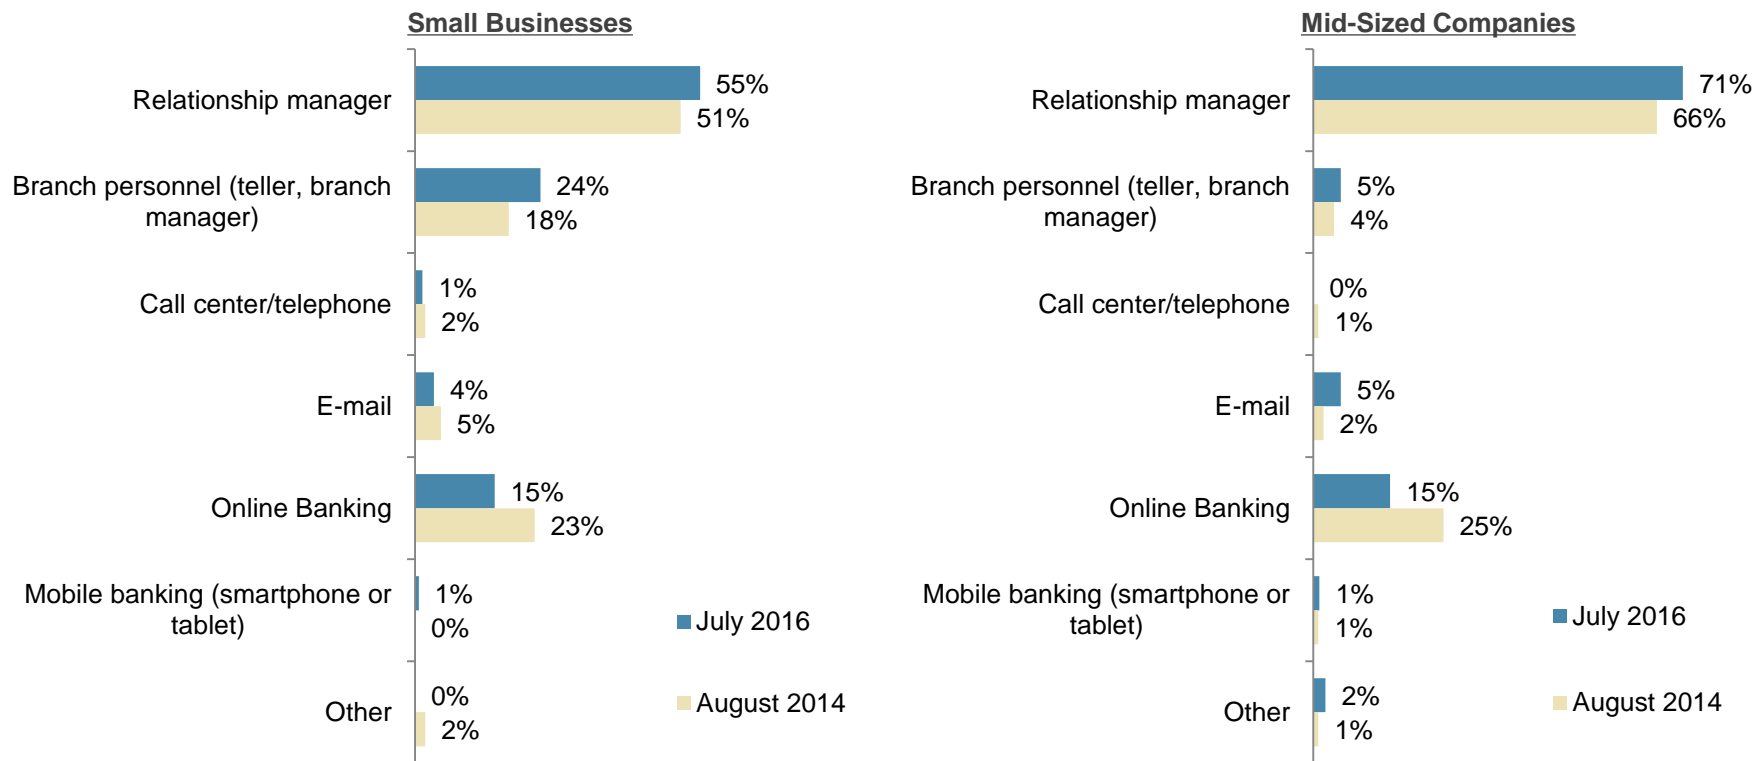 Small Businesses
Relationship manager
55%
51%
Branch personnel (teller, branch
manager)
24%
18%
Call center/telephone
1%
2%
E-mail
4%
5%
Online Banking
15%
23%
Mobile banking (smartphone or
tablet)
1%
0%
Other
0%
2%
July 2016
August 2014
Mid-Sized Companies
Relationship manager
71%
66%
Branch personnel (teller, branch
manager)
5%
4%
Call center/telephone
0%
1%
E-mail
5%
2%
Online Banking
15%
25%
Mobile banking (smartphone or
tablet)
1%
1%
Other
2%
1%
July 2016
August 2014